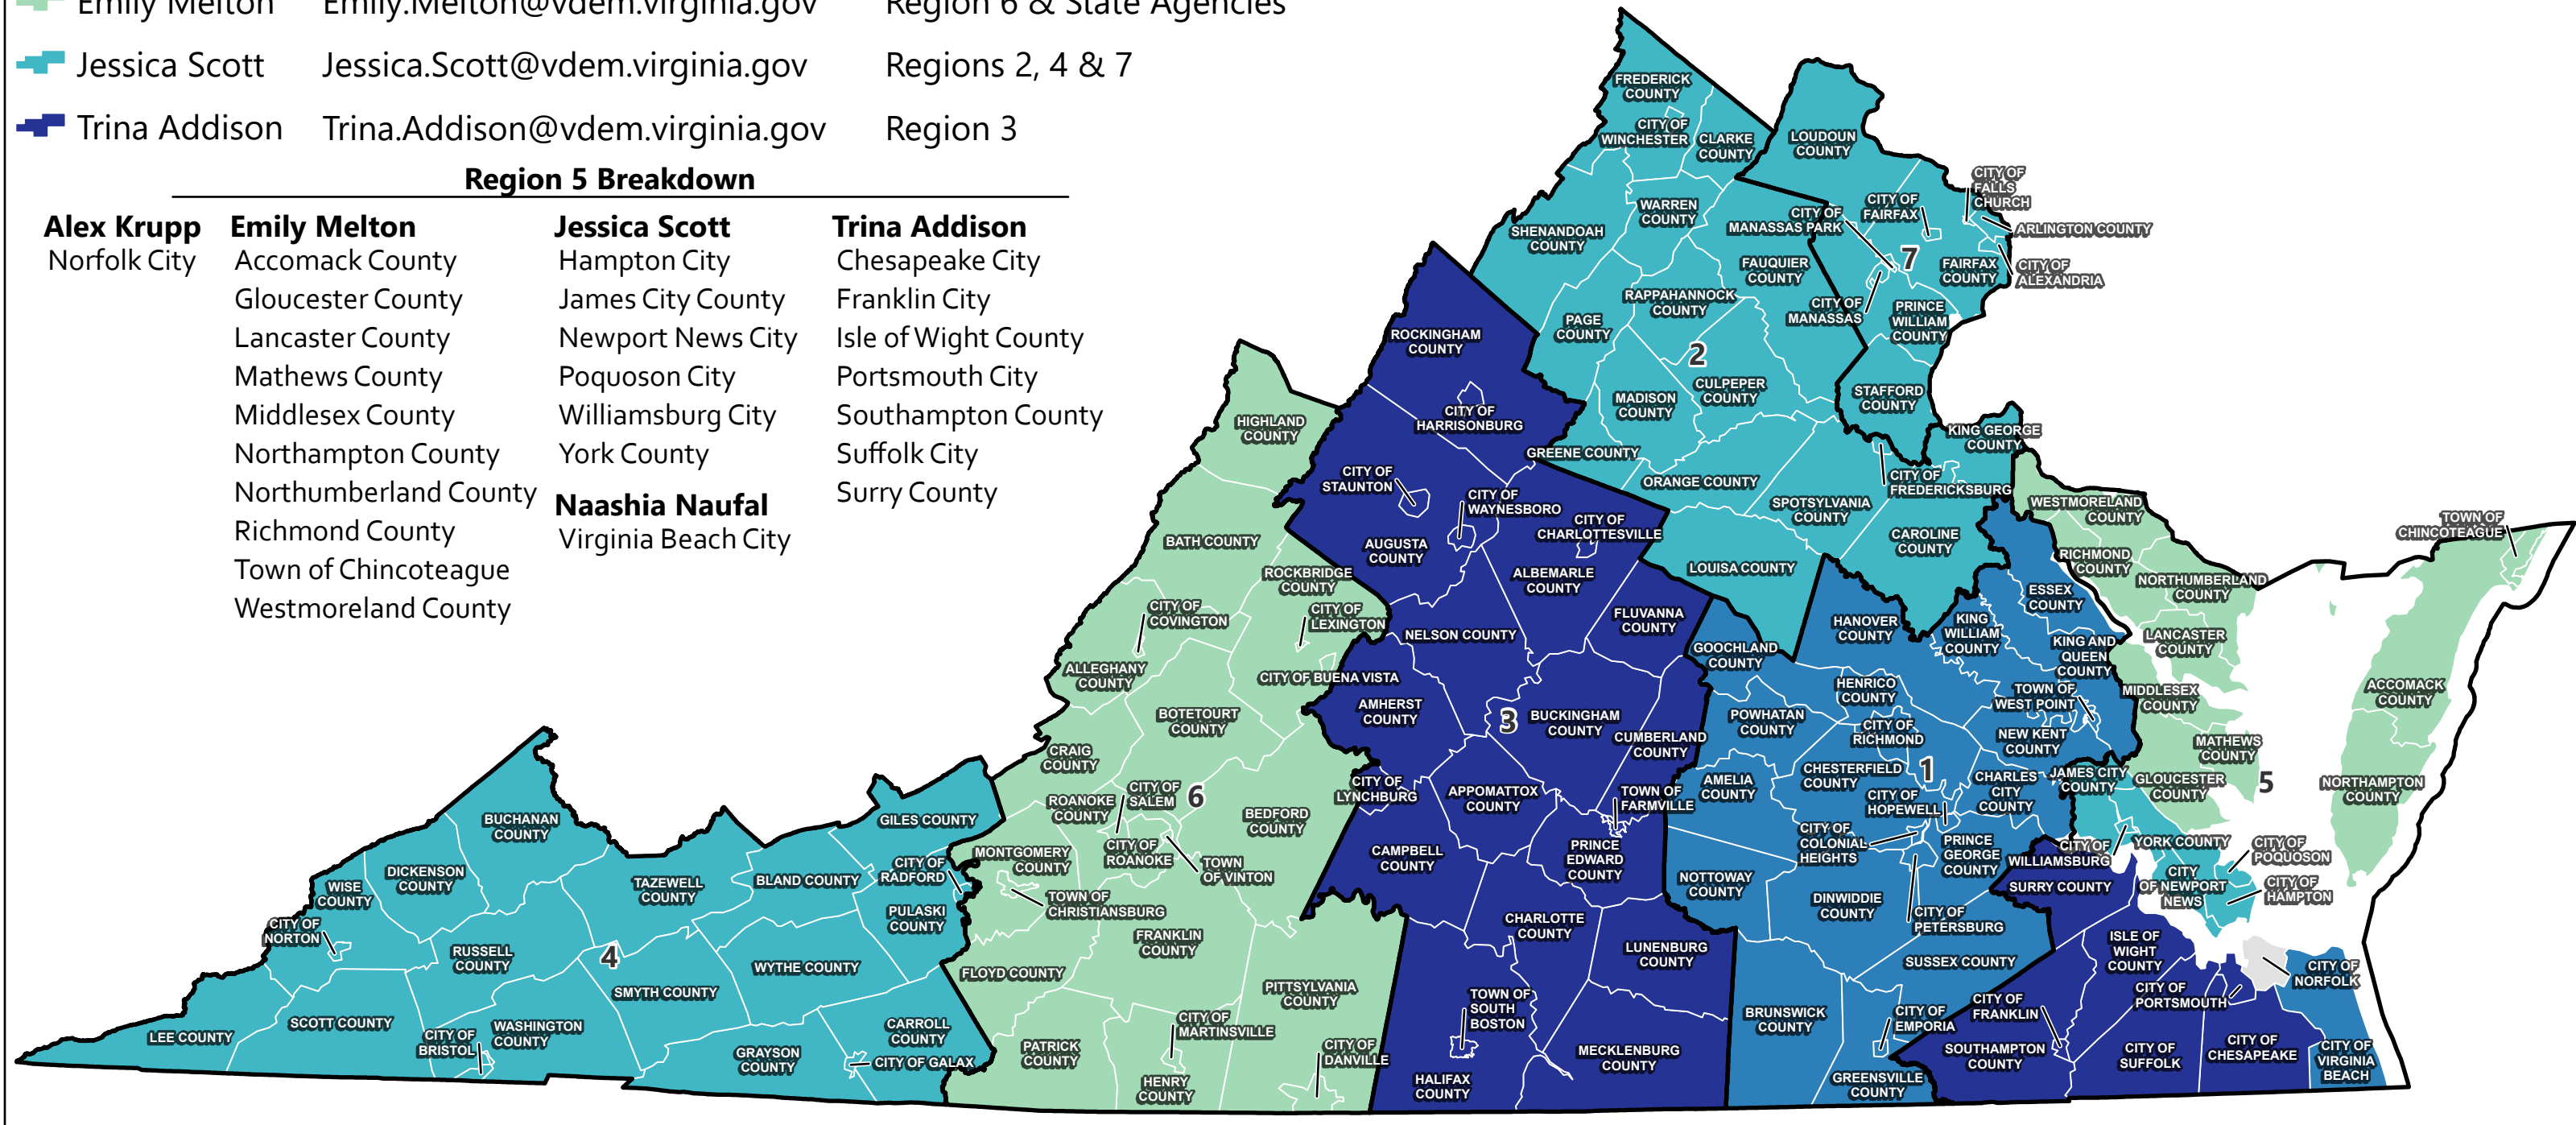 Emily Melton Emily.Melton@vdem.virginia.gov Region 6 & State Agencies
Jessica Scott Jessica.Scott@vdem.virginia.gov Regions 2, 4 & 7
Trina Addison Trina.Addison@vdem.virginia.gov Region 3
Region 5 Breakdown
Alex Krupp
Norfolk City
Emily Melton
Accomack County
Gloucester County
Lancaster County
Mathews County
Middlesex County
Northampton County
Northumberland County
Richmond County
Town of Chincoteague
Westmoreland County
Jessica Scott
Hampton City
James City County
Newport News City
Poquoson City
Williamsburg City
York County
Naashia Naufal
Virginia Beach City
Trina Addison
Chesapeake City
Franklin City
Isle of Wight County
Portsmouth City
Southampton County
Suffolk City
Surry County
FREDERICK
COUNTY
CITY OF
WINCHESTER
CLARKE
COUNTY
WARREN
COUNTY
SHENANDOAH
COUNTY
FAUQUIER
COUNTY
RAPPAHANNOCK
COUNTY
PAGE
COUNTY
2
CULPEPER
COUNTY
MADISON
COUNTY
GREENE COUNTY
ORANGE COUNTY
SPOTSYLVANIA
COUNTY
CITY OF
FREDERICKSBURG
KING GEORGE
COUNTY
CAROLINE
COUNTY
LOUISA COUNTY
LOUDOUN
COUNTY
CITY OF
FALLS
CHURCH
CITY OF
FAIRFAX
CITY OF
MANASSAS PARK
ARLINGTON COUNTY
7
FAIRFAX
COUNTY
CITY OF
ALEXANDRIA
CITY OF
MANASSAS
PRINCE
WILLIAM
COUNTY
STAFFORD
COUNTY
ROCKINGHAM
COUNTY
CITY OF
HARRISONBURG
CITY OF
STAUNTON
CITY OF
WAYNESBORO
CITY OF
CHARLOTTESVILLE
AUGUSTA
COUNTY
ALBEMARLE
COUNTY
FLUVANNA
COUNTY
NELSON COUNTY
AMHERST
COUNTY
3
BUCKINGHAM
COUNTY
CUMBERLAND
COUNTY
CITY OF
LYNCHBURG
APPOMATTOX
COUNTY
TOWN OF
FARMVILLE
CAMPBELL
COUNTY
PRINCE
EDWARD
COUNTY
CHARLOTTE
COUNTY
LUNENBURG
COUNTY
TOWN OF
SOUTH
BOSTON
MECKLENBURG
COUNTY
HALIFAX
COUNTY
HIGHLAND
COUNTY
BATH COUNTY
ROCKBRIDGE
COUNTY
CITY OF
COVINGTON
CITY OF
LEXINGTON
ALLEGHANY
COUNTY
CITY OF BUENA VISTA
BOTETOURT
COUNTY
CRAIG
COUNTY
ROANOKE
COUNTY
CITY OF
SALEM
6
BEDFORD
COUNTY
MONTGOMERY
COUNTY
CITY OF
ROANOKE
TOWN
OF VINTON
TOWN OF
CHRISTIANSBURG
FRANKLIN
COUNTY
FLOYD COUNTY
PITTSYLVANIA
COUNTY
CITY OF
MARTINSVILLE
PATRICK
COUNTY
HENRY
COUNTY
CITY OF
DANVILLE
GILES COUNTY
BUCHANAN
COUNTY
DICKENSON
COUNTY
WISE
COUNTY
TAZEWELL
COUNTY
BLAND COUNTY
CITY OF
RADFORD
PULASKI
COUNTY
CITY OF
NORTON
RUSSELL
COUNTY
4
WYTHE COUNTY
SMYTH COUNTY
SCOTT COUNTY
LEE COUNTY
CITY OF
BRISTOL
WASHINGTON
COUNTY
GRAYSON
COUNTY
CARROLL
COUNTY
CITY OF GALAX
GOOCHLAND
COUNTY
HANOVER
COUNTY
KING
WILLIAM
COUNTY
ESSEX
COUNTY
KING AND
QUEEN
COUNTY
HENRICO
COUNTY
TOWN OF
WEST POINT
POWHATAN
COUNTY
CITY OF
RICHMOND
NEW KENT
COUNTY
AMELIA
COUNTY
CHESTERFIELD
COUNTY
1
CHARLES
CITY
COUNTY
CITY OF
HOPEWELL
CITY OF
COLONIAL
HEIGHTS
PRINCE
GEORGE
COUNTY
NOTTOWAY
COUNTY
DINWIDDIE
COUNTY
CITY OF
PETERSBURG
SUSSEX COUNTY
BRUNSWICK
COUNTY
CITY OF
EMPORIA
GREENSVILLE
COUNTY
WESTMORELAND
COUNTY
RICHMOND
COUNTY
NORTHUMBERLAND
COUNTY
LANCASTER
COUNTY
MIDDLESEX
COUNTY
MATHEWS
COUNTY
GLOUCESTER
COUNTY
5
TOWN OF
CHINCOTEAGUE
ACCOMACK
COUNTY
NORTHAMPTON
COUNTY
JAMES CITY
COUNTY
CITY OF
WILLIAMSBURG
YORK COUNTY
CITY OF
POQUOSON
CITY
OF NEWPORT
NEWS
CITY OF
HAMPTON
SURRY COUNTY
ISLE OF
WIGHT
COUNTY
CITY OF
NORFOLK
CITY OF
PORTSMOUTH
CITY OF
FRANKLIN
SOUTHAMPTON
COUNTY
CITY OF
SUFFOLK
CITY OF
CHESAPEAKE
CITY OF
VIRGINIA
BEACH